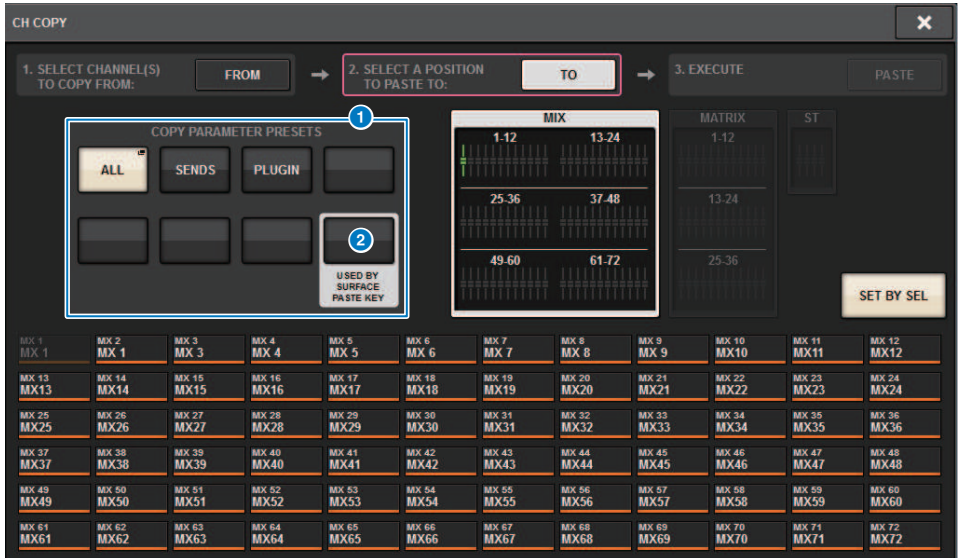 CH COPY
1. SELECT CHANNEL(S)
TO COPY FROM:
FROM
2. SELECT A POSITION
TO PASTE TO:
TO
3. EXECUTE
PASTE
1
COPY PARAMETER PRESETS
ALL
SENDS
PLUGIN
2
USED BY
SURFACE
PASTE KEY
MIX
1-12
13-24
25-36
37-48
49-60
61-72
MATRIX
1-12
13-24
25-36
ST
SET BY SEL
MX 1 MX 2 MX 3 MX 4 MX 5 MX 6 MX 7 MX 8 MX 9 MX 10 MX 11 MX 12
MX 1 MX 1 MX 3 MX 4 MX 5 MX 6 MX 7 MX 8 MX 9 MX10 MX11 MX12
MX 13 MX 14 MX 15 MX 16 MX 17 MX 18 MX 19 MX 20 MX 21 MX 22 MX 23 MX 24
MX13 MX14 MX15 MX16 MX17 MX18 MX19 MX20 MX21 MX22 MX23 MX24
MX 25 MX 26 MX 27 MX 28 MX 29 MX 30 MX 31 MX 32 MX 33 MX 34 MX 35 MX 36
MX25 MX26 MX27 MX28 MX29 MX30 MX31 MX32 MX33 MX34 MX35 MX36
MX 37 MX 38 MX 39 MX 40 MX 41 MX 42 MX 43 MX 44 MX 45 MX 46 MX 47 MX 48
MX37 MX38 MX39 MX40 MX41 MX42 MX43 MX44 MX45 MX46 MX47 MX48
MX 49 MX 50 MX 51 MX 52 MX 53 MX 54 MX 55 MX 56 MX 57 MX 58 MX 59 MX 60
MX49 MX50 MX51 MX52 MX53 MX54 MX55 MX56 MX57 MX58 MX59 MX60
MX 61 MX 62 MX 63 MX 64 MX 65 MX 66 MX 67 MX 68 MX 69 MX 70 MX 71 MX 72
MX61 MX62 MX63 MX64 MX65 MX66 MX67 MX68 MX69 MX70 MX71 MX72